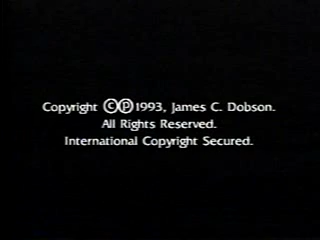 Copyright ©℗1993, James C. Dobson.
All Rights Reserved.
International Copyright Secured.